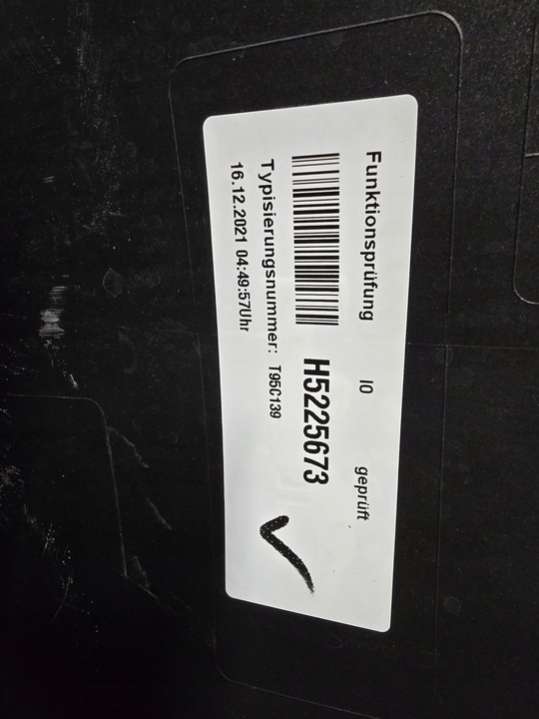 Funktionsprüfung IO geprüft
H5225673
Typisierungsnummer: T95C139
16.12.2021 04:49:57Uhr